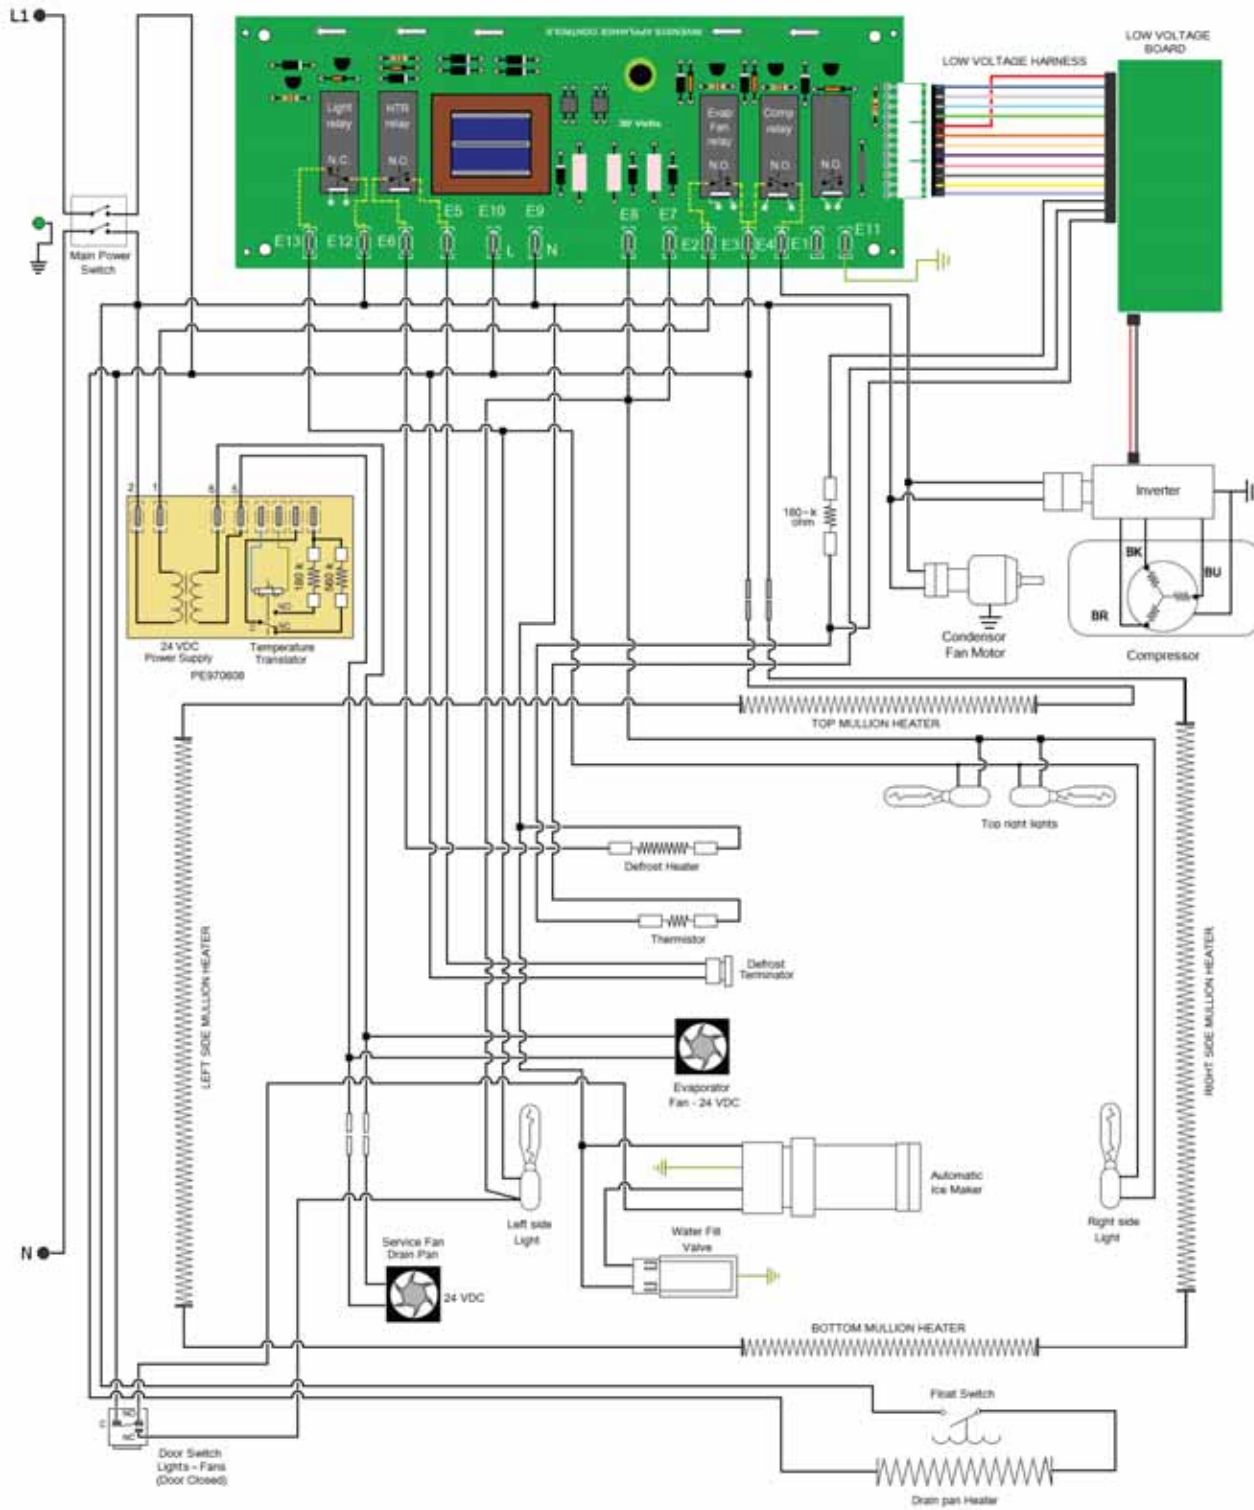 L1
LOW VOLTAGE
BOARD
LOW VOLTAGE HARNESS
Light
relay
N.C.
HTR
relay
N.O.
30 Volts
Evap
Fan
relay
N.O.
Comp
relay
N.O.
N.O.
E13
E12
E6
E5
E10
L
E9
N
E8
E7
E2
E3
E4
E1
E11
Main Power
Switch
2
1
6
5
180 k
560 k
NO
C
NC
24 VDC
Power Supply
Temperature
Translator
PE970608
180-k
ohm
Inverter
BK
BU
BR
Compressor
Condensor
Fan Motor
TOP MULLION HEATER
Top right lights
Defrost Heater
Thermistor
Defrost
Terminator
LEFT SIDE MULLION HEATER
RIGHT SIDE MULLION HEATER
Evaporator
Fan - 24 VDC
Automatic
Ice Maker
Left side
Light
Water Fill
Valve
Right side
Light
N
Service Fan
Drain Pan
24 VDC
BOTTOM MULLION HEATER
Float Switch
Drain pan Heater
C
NO
NC
Door Switch
Lights - Fans
(Door Closed)